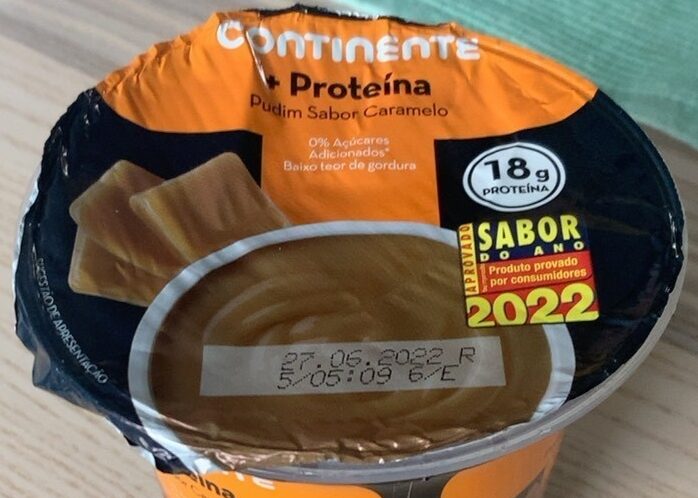 CONTINENTE
+ Proteína
Pudim Sabor Caramelo
0% Açúcares
Adicionados*
Baixo teor de gordura
18g
PROTEÍNA
APROVADO
SABOR
DO ANO
Produto provado
por consumidores
2022
SUGESTÃO DE APRESENTAÇÃO
27.06.2022 R
5/05:09 6/E